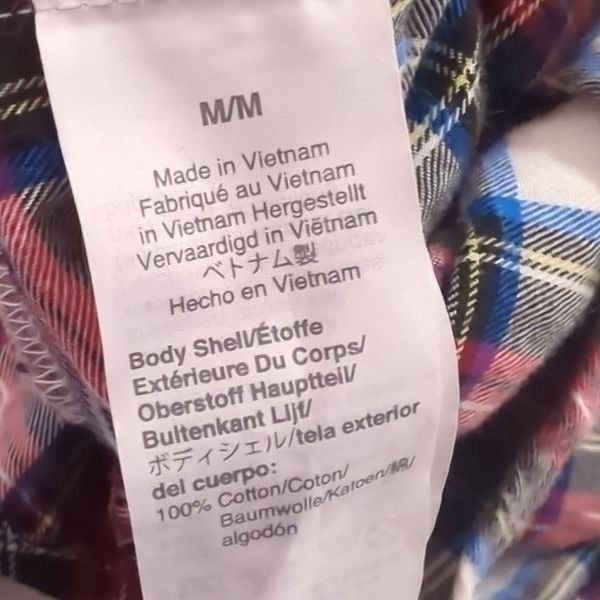 M/M
Made in Vietnam
Fabriqué au Vietnam
in Vietnam Hergestellt
Vervaardigd in Viëtnam
ベトナム製
Hecho en Vietnam
Body Shell/Étoffe
Extérieure Du Corps/
Oberstoff Hauptteil/
Buitenkant Lijf/
ボディシェル/tela exterior
del cuerpo:
100% Cotton/Coton/
Baumwolle/Katoen/綿/
algodón